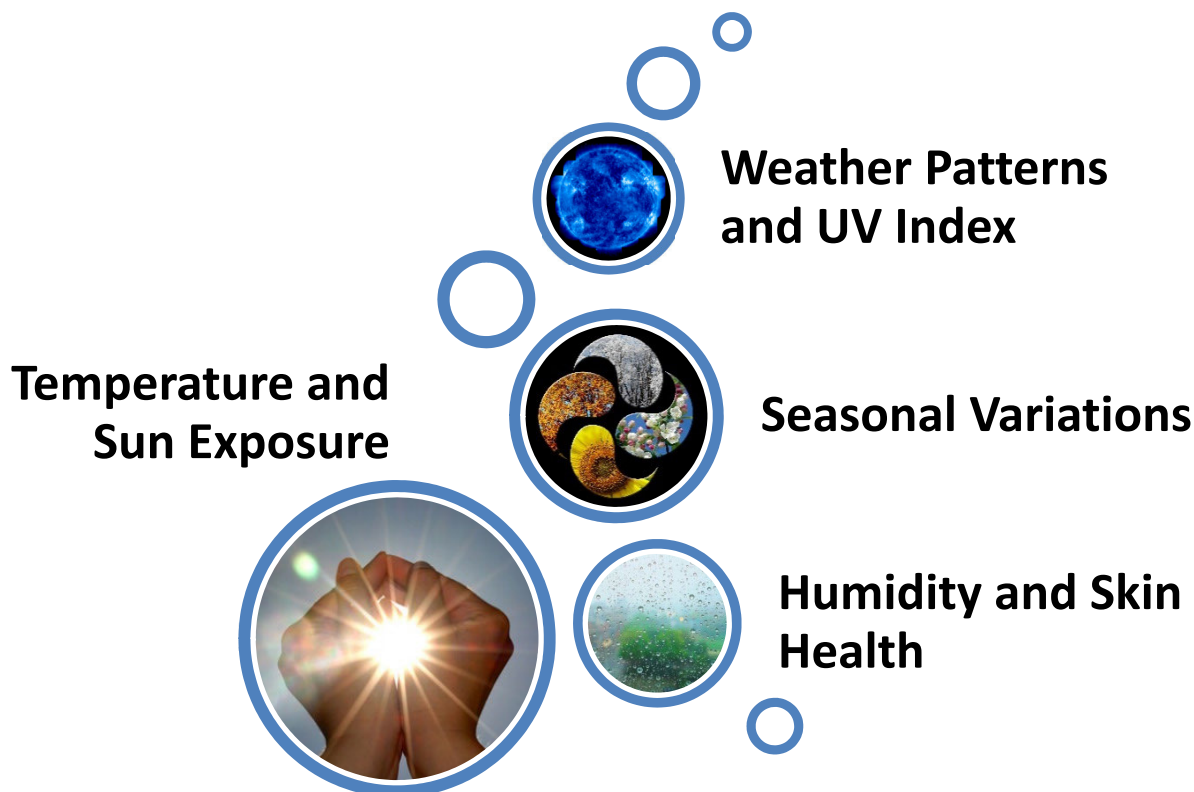 Weather Patterns
and UV Index
Temperature and
Sun Exposure
Seasonal Variations
Humidity and Skin
Health